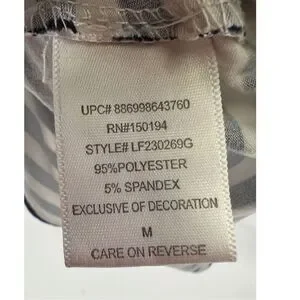 UPC# 886998643760
RN#150194
STYLE# LF230269G
95%POLYESTER
5% SPANDEX
EXCLUSIVE OF DECORATION
M
CARE ON REVERSE